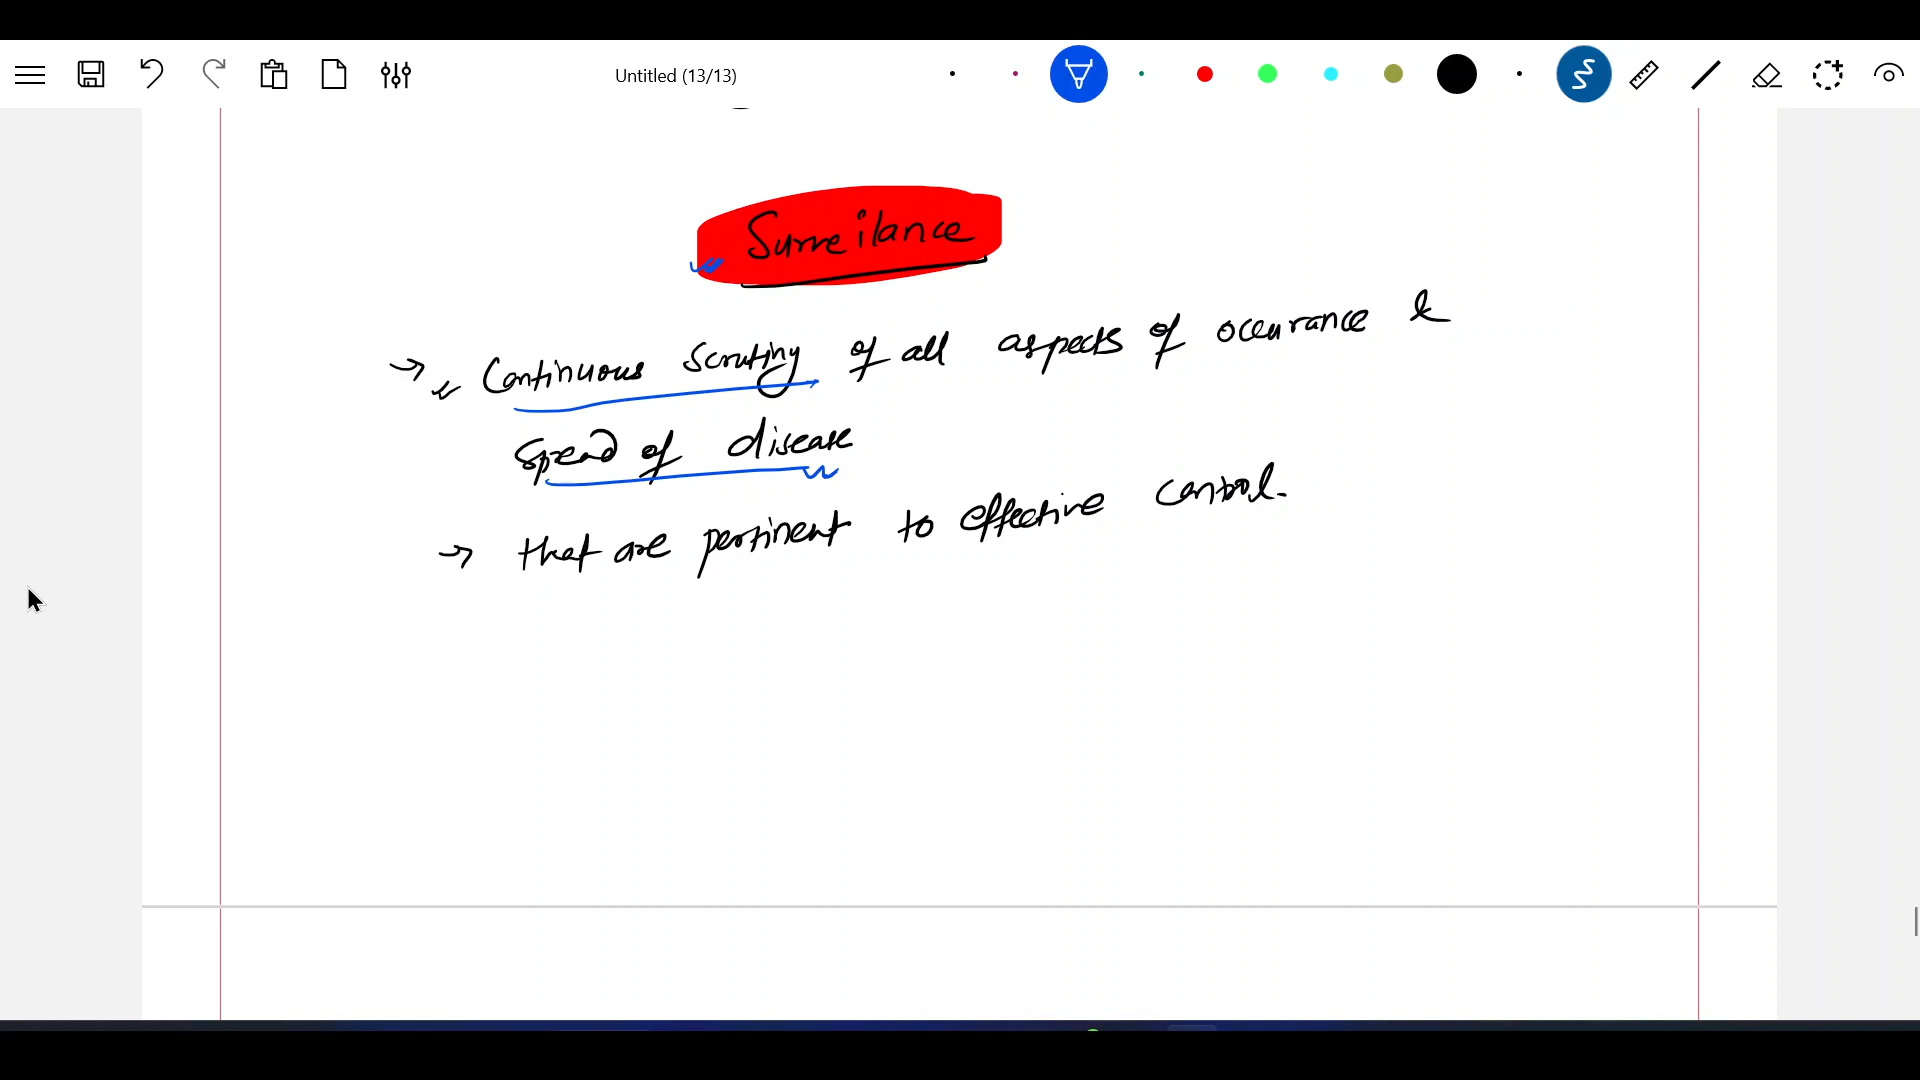 Untitled (13/13)
Surveilance
→ Continuous Scrutiny of all aspects of occurance &
Spread of disease
→ that are pertinent to effective control.